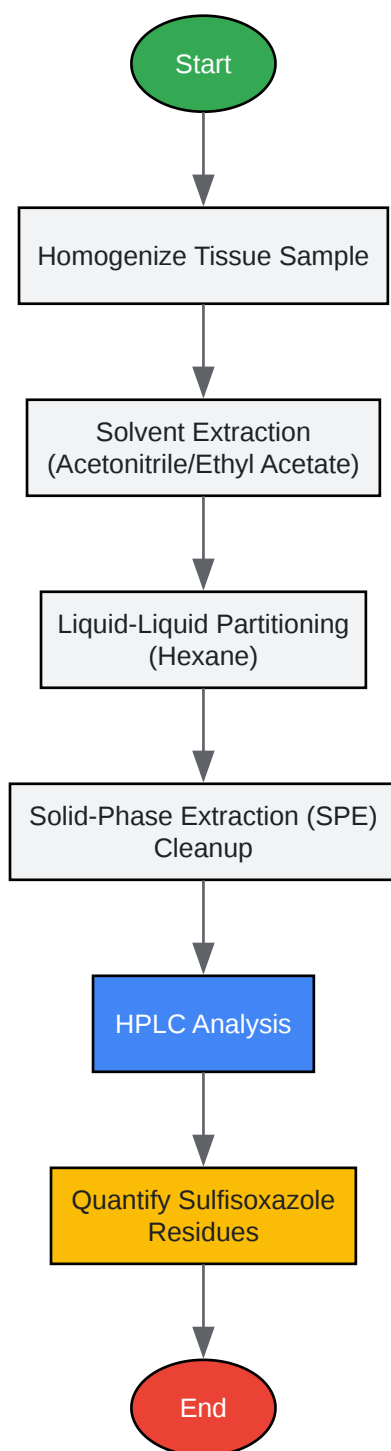 Start
Homogenize Tissue Sample
Solvent Extraction
(Acetonitrile/Ethyl Acetate)
Liquid-Liquid Partitioning
(Hexane)
Solid-Phase Extraction (SPE)
Cleanup
HPLC Analysis
Quantify Sulfisoxazole
Residues
End